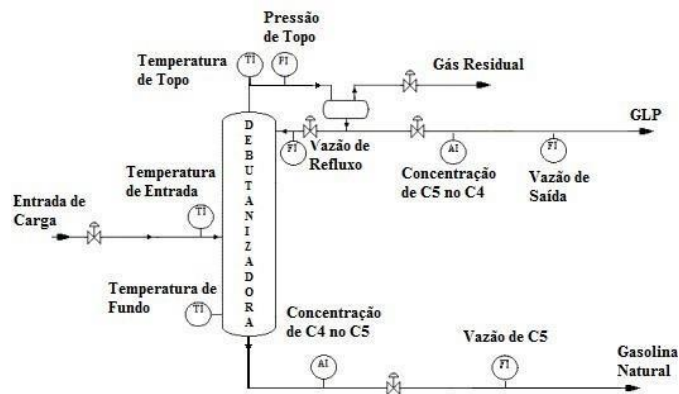 Pressão
de Topo
Temperatura
de Topo
TI
FI
Gás Residual
GLP
FI
Vazão de
Refluxo
AI
Concentração
de C5 no C4
FI
Vazão de
Saída
DEBUTANIZADORA
Temperatura
de Entrada
TI
Entrada de
Carga
Temperatura de
Fundo
TI
Concentração
de C4 no C5
AI
Vazão de C5
FI
Gasolina
Natural